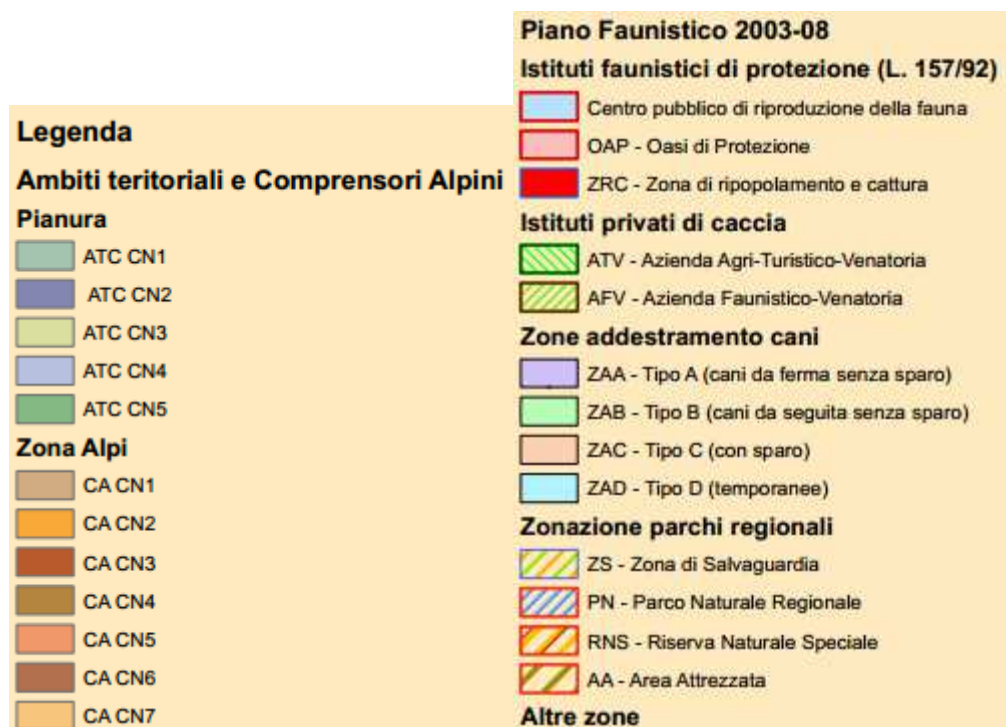 Legenda
Ambiti teritoriali e Comprensori Alpini
Pianura
ATC CN1
ATC CN2
ATC CN3
ATC CN4
ATC CN5
Zona Alpi
CA CN1
CA CN2
CA CN3
CA CN4
CA CN5
CA CN6
CA CN7
Piano Faunistico 2003-08
Istituti faunistici di protezione (L. 157/92)
Centro pubblico di riproduzione della fauna
OAP - Oasi di Protezione
ZRC - Zona di ripopolamento e cattura
Istituti privati di caccia
ATV - Azienda Agri-Turistico-Venatoria
AFV - Azienda Faunistico-Venatoria
Zone addestramento cani
ZAA - Tipo A (cani da ferma senza sparo)
ZAB - Tipo B (cani da seguita senza sparo)
ZAC - Tipo C (con sparo)
ZAD - Tipo D (temporanee)
Zonazione parchi regionali
ZS - Zona di Salvaguardia
PN - Parco Naturale Regionale
RNS - Riserva Naturale Speciale
AA - Area Attrezzata
Altre zone